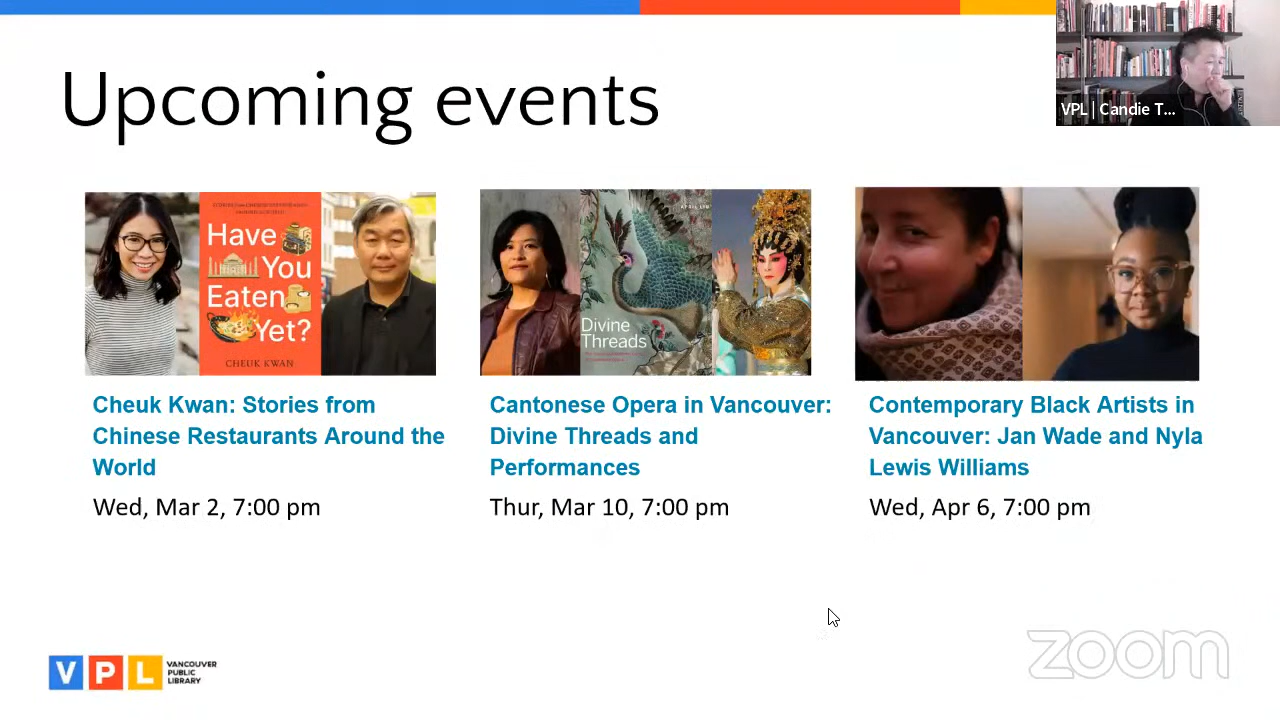 Upcoming events
VPL | Candie T...
Have
You
Eaten
Yet?
CHEUK KWAN
Divine
Threads
Cheuk Kwan: Stories from
Chinese Restaurants Around the
World
Wed, Mar 2, 7:00 pm
Cantonese Opera in Vancouver:
Divine Threads and
Performances
Thur, Mar 10, 7:00 pm
Contemporary Black Artists in
Vancouver: Jan Wade and Nyla
Lewis Williams
Wed, Apr 6, 7:00 pm
VPL
VANCOUVER
PUBLIC
LIBRARY
zoom